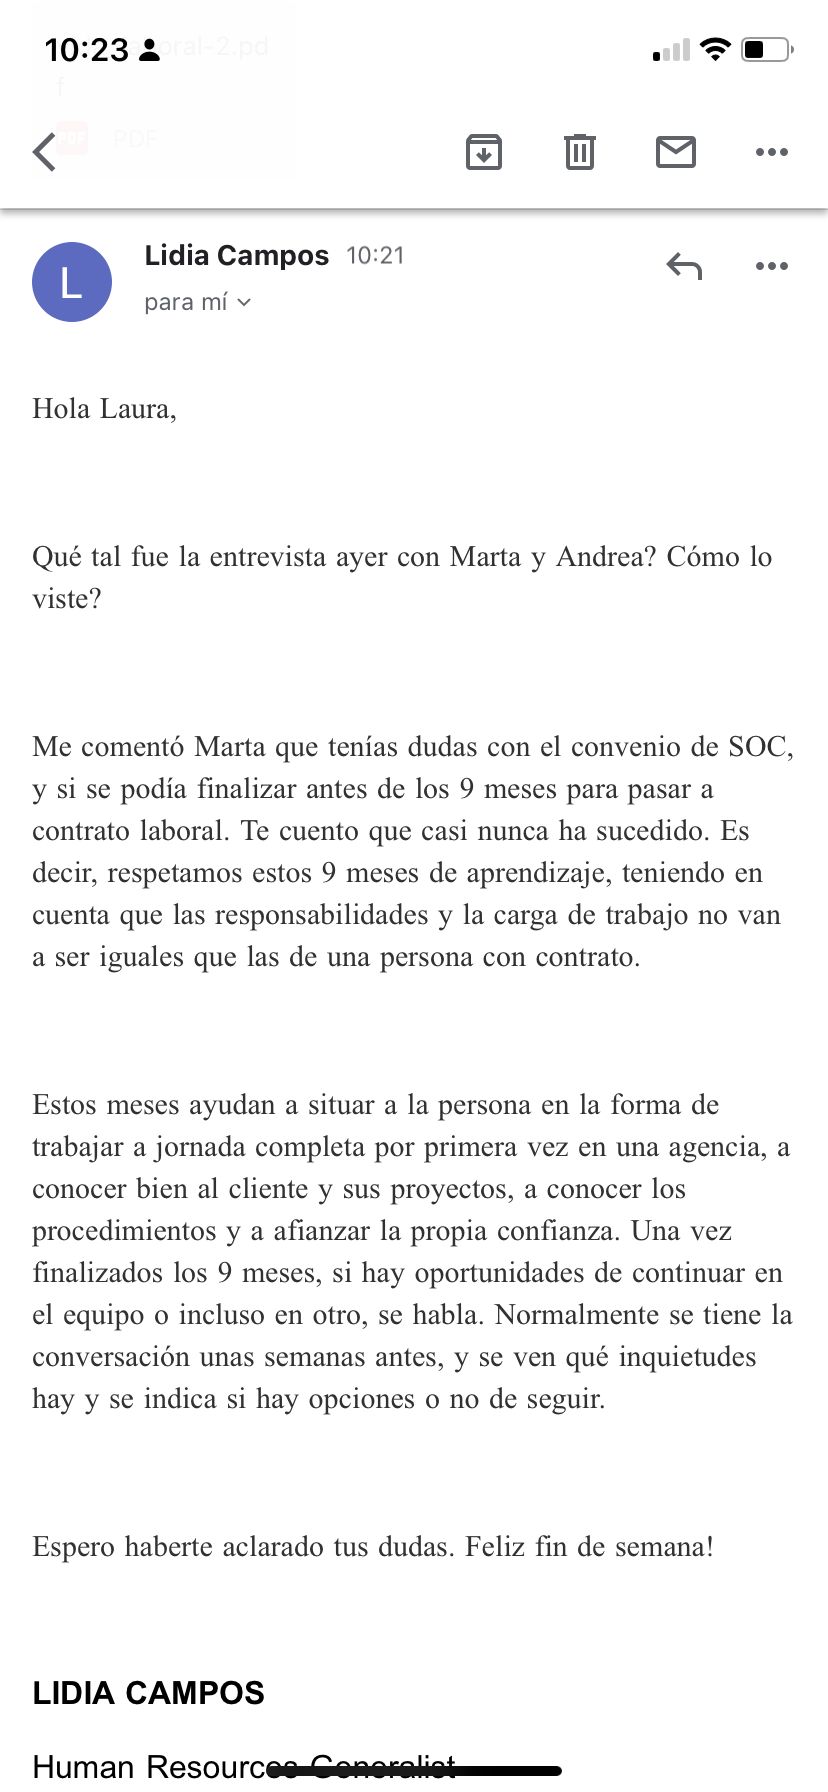 10:23
oral-2.pd
f
PDF
PDF
Lidia Campos 10:21
L
para mí
Hola Laura,
Qué tal fue la entrevista ayer con Marta y Andrea? Cómo lo
viste?
Me comentó Marta que tenías dudas con el convenio de SOC,
y si se podía finalizar antes de los 9 meses para pasar a
contrato laboral. Te cuento que casi nunca ha sucedido. Es
decir, respetamos estos 9 meses de aprendizaje, teniendo en
cuenta que las responsabilidades y la carga de trabajo no van
a ser iguales que las de una persona con contrato.
Estos meses ayudan a situar a la persona en la forma de
trabajar a jornada completa por primera vez en una agencia, a
conocer bien al cliente y sus proyectos, a conocer los
procedimientos y a afianzar la propia confianza. Una vez
finalizados los 9 meses, si hay oportunidades de continuar en
el equipo o incluso en otro, se habla. Normalmente se tiene la
conversación unas semanas antes, y se ven qué inquietudes
hay y se indica si hay opciones o no de seguir.
Espero haberte aclarado tus dudas. Feliz fin de semana!
LIDIA CAMPOS
Human Resources Generalist